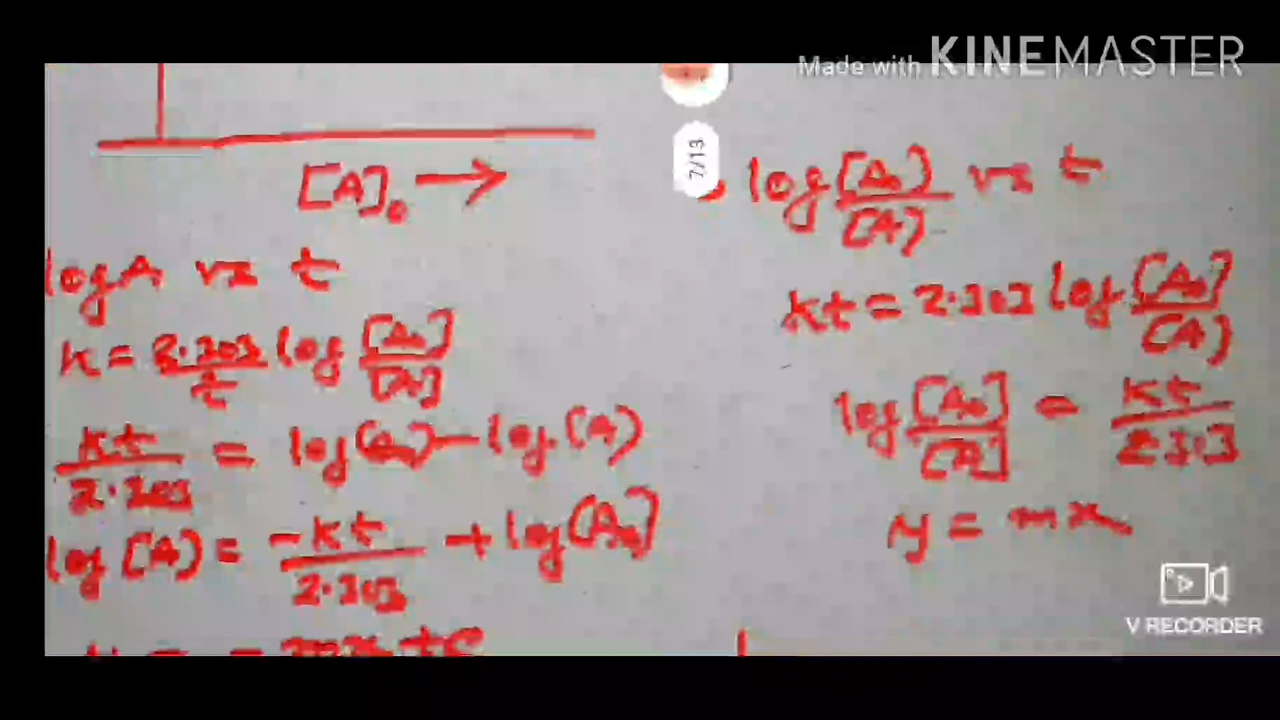 Made with KINEMASTER
7/13
[A]₀ →
log A vs t
k = 2.303/t log [A₀]/[A]
kt/2.303 = log[A₀] - log[A]
log [A] = -kt/2.303 + log[A₀]
y = mx + c
log [A₀]/[A] vs t
kt = 2.303 log [A₀]/[A]
log [A₀]/[A] = kt/2.303
y = mx
V RECORDER